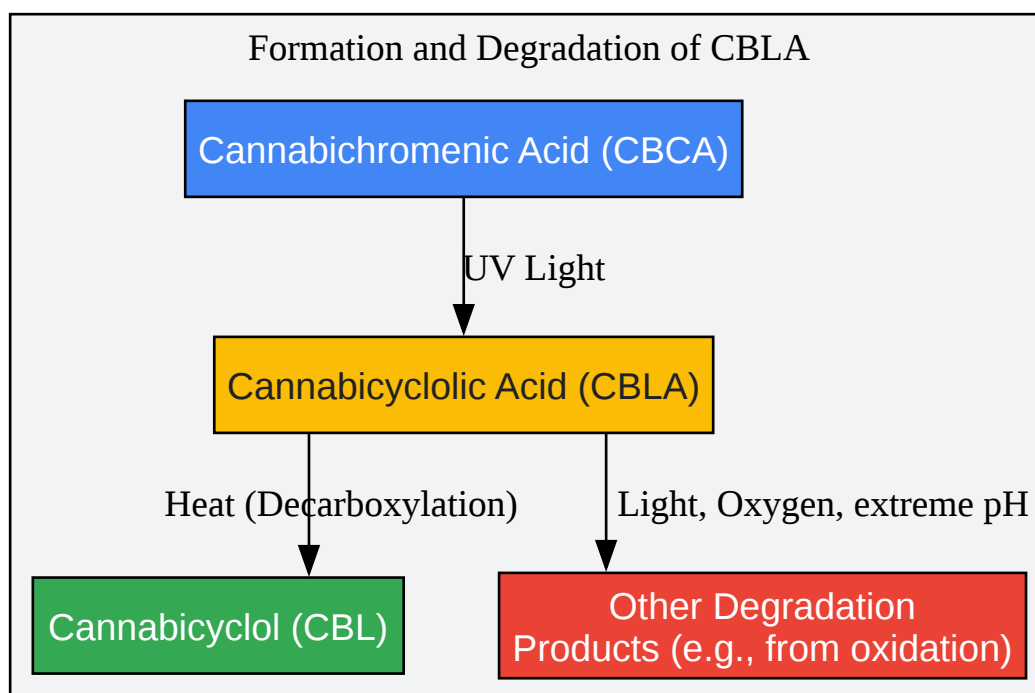 Formation and Degradation of CBLA
Cannabichromenic Acid (CBCA)
UV Light
Cannabicyclolic Acid (CBLA)
Heat (Decarboxylation)
Light, Oxygen, extreme pH
Cannabicyclol (CBL)
Other Degradation
Products (e.g., from oxidation)